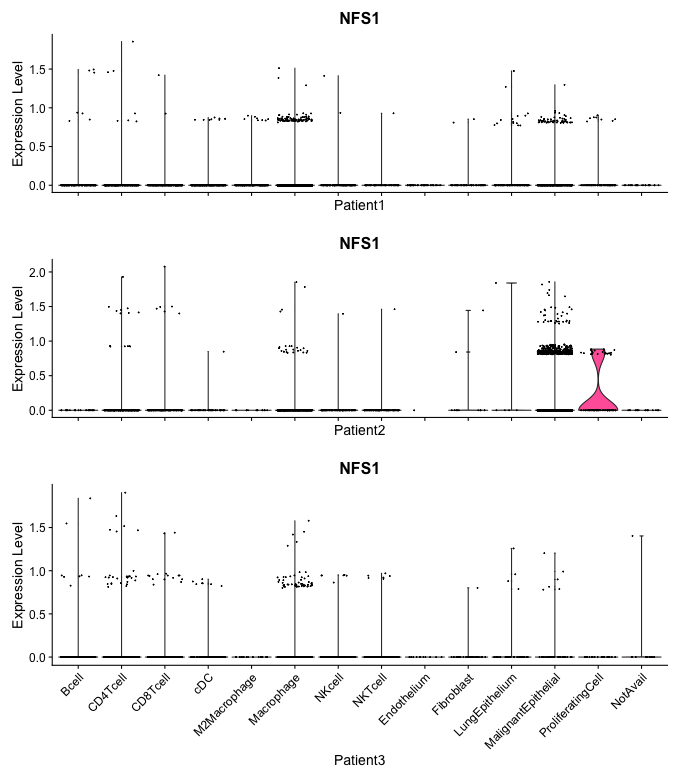 NFS1
Expression Level
1.5
1.0
0.5
0.0
Patient1
NFS1
Expression Level
2.0
1.5
1.0
0.5
0.0
Patient2
NFS1
Expression Level
1.5
1.0
0.5
0.0
Bcell
CD4Tcell
CD8Tcell
cDC
M2Macrophage
Macrophage
NKcell
NKTcell
Endothelium
Fibroblast
LungEpithelium
MalignantEpithelial
ProliferatingCell
NotAvail
Patient3